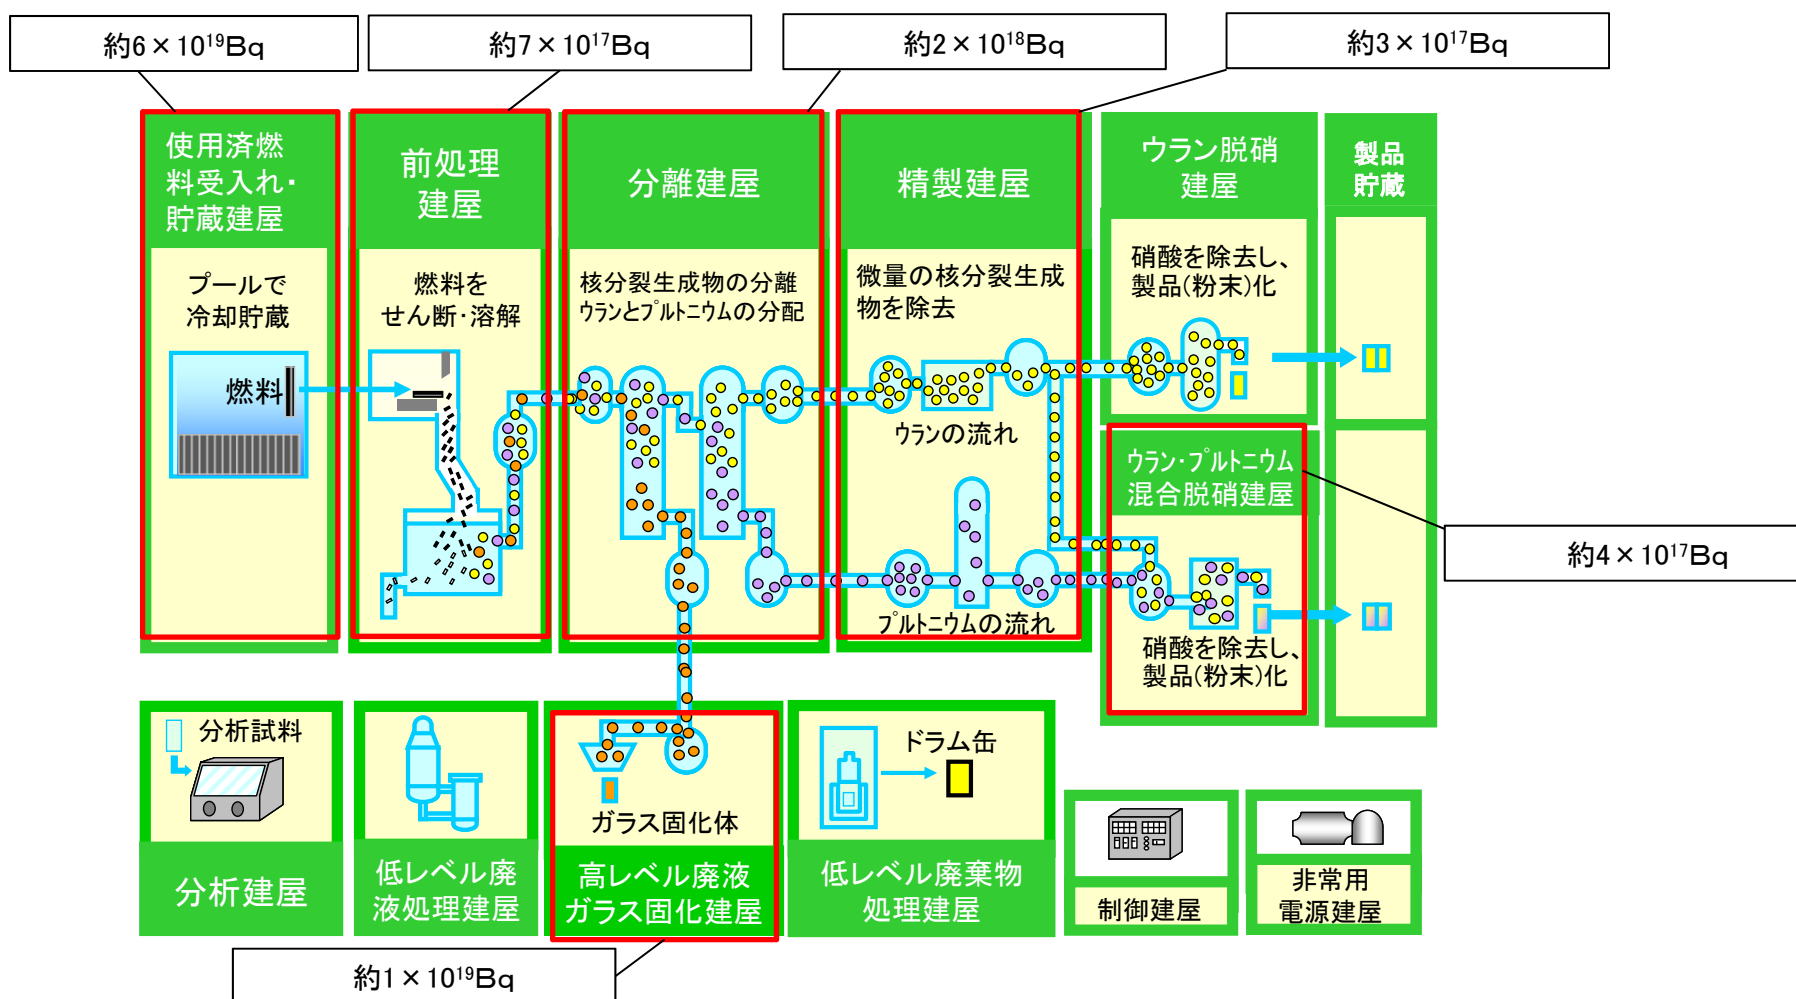 約6×10¹⁹Bq
約7×10¹⁷Bq
約2×10¹⁸Bq
約3×10¹⁷Bq
使用済燃
料受入れ・
貯蔵建屋
前処理
建屋
分離建屋
精製建屋
ウラン脱硝
建屋
製品
貯蔵
プールで
冷却貯蔵
燃料
燃料を
せん断・溶解
核分裂生成物の分離
ウランとプルトニウムの分配
微量の核分裂生成
物を除去
硝酸を除去し、
製品(粉末)化
ウランの流れ
プルトニウムの流れ
ウラン・プルトニウム
混合脱硝建屋
約4×10¹⁷Bq
硝酸を除去し、
製品(粉末)化
分析試料
分析建屋
低レベル廃
液処理建屋
ガラス固化体
高レベル廃液
ガラス固化建屋
ドラム缶
低レベル廃棄物
処理建屋
制御建屋
非常用
電源建屋
約1×10¹⁹Bq